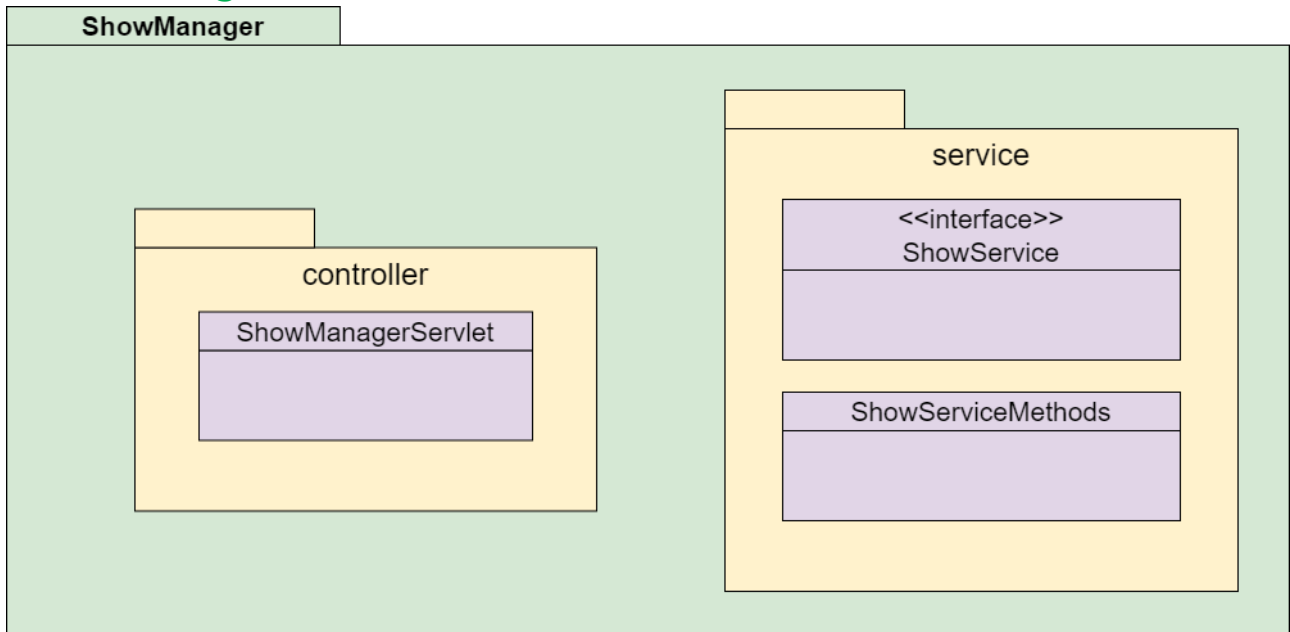 ShowManager
controller
ShowManagerServlet
service
<<interface>>
ShowService
ShowServiceMethods